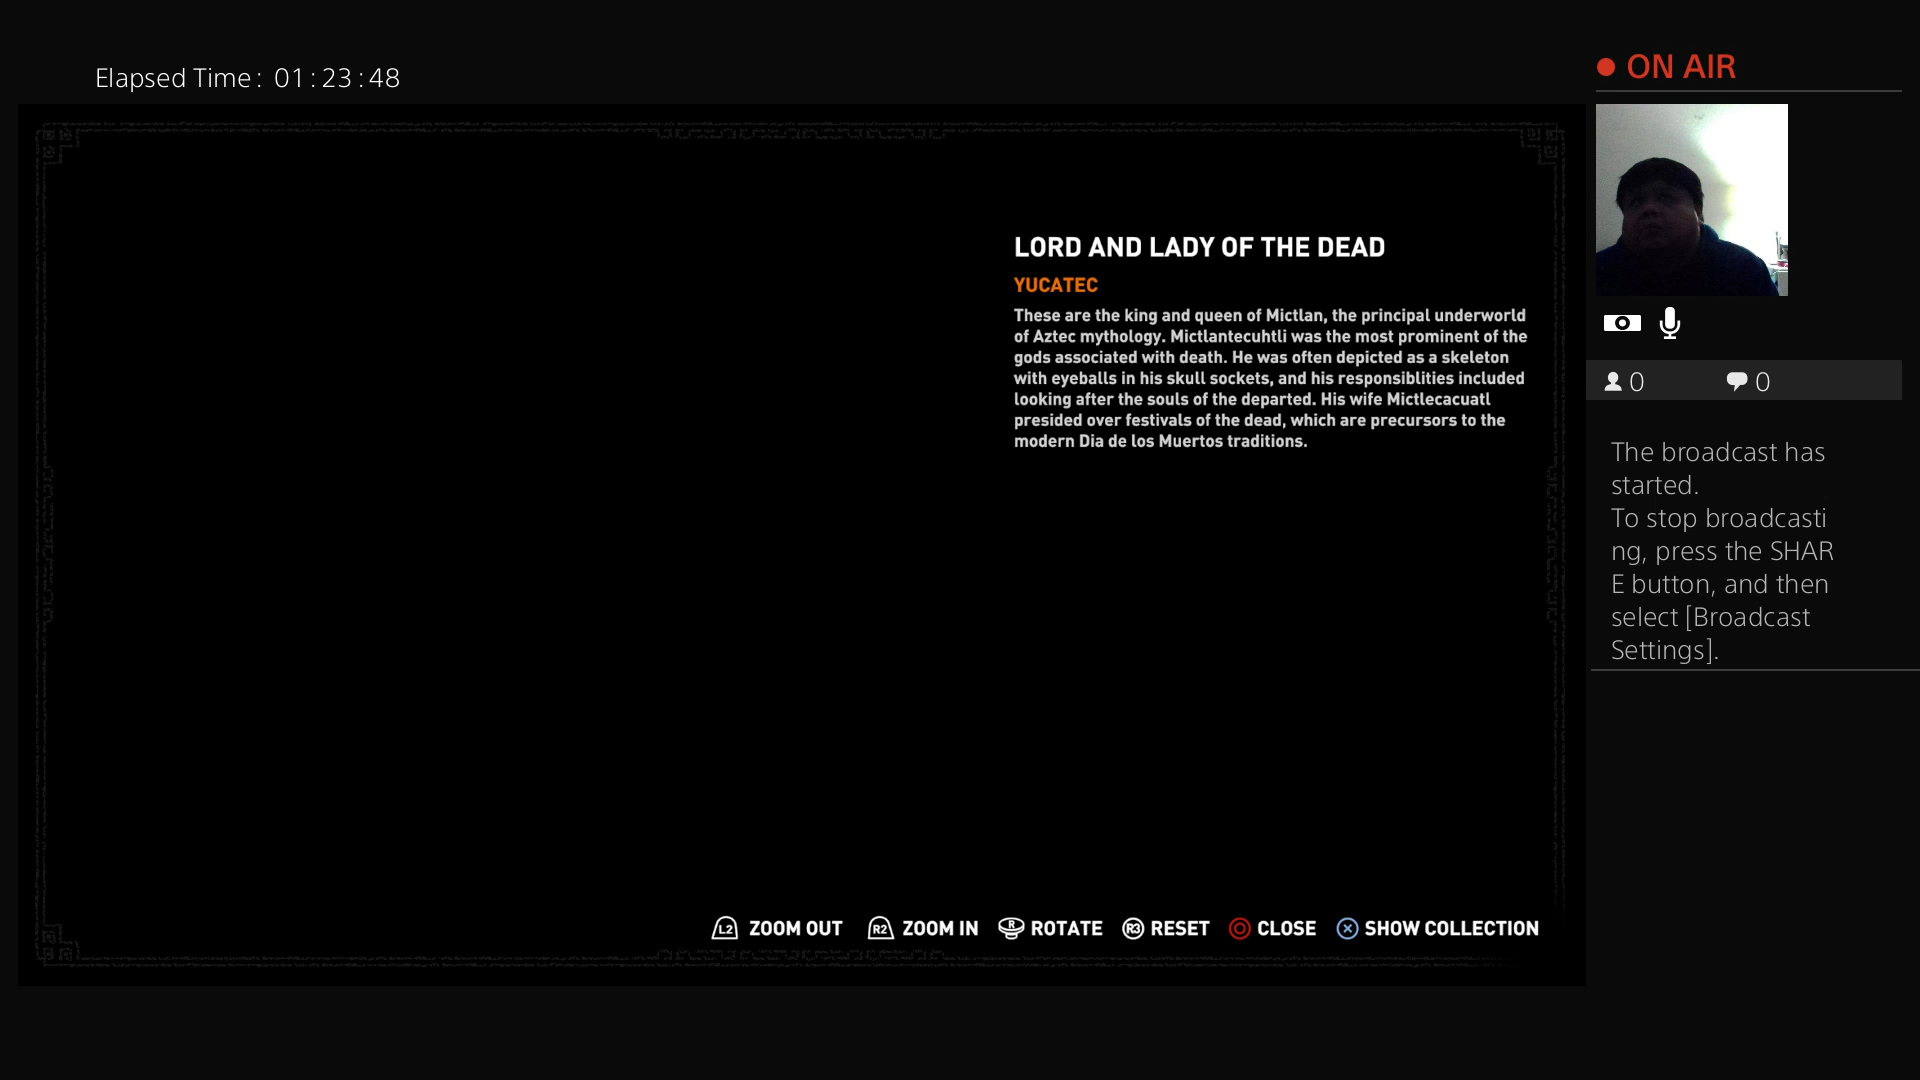 Elapsed Time: 01:23:48
ON AIR
LORD AND LADY OF THE DEAD
YUCATEC
These are the king and queen of Mictlan, the principal underworld
of Aztec mythology. Mictlantecuhtli was the most prominent of the
gods associated with death. He was often depicted as a skeleton
with eyeballs in his skull sockets, and his responsiblities included
looking after the souls of the departed. His wife Mictlecacuatl
presided over festivals of the dead, which are precursors to the
modern Dia de los Muertos traditions.
0 0
The broadcast has
started.
To stop broadcasti
ng, press the SHAR
E button, and then
select [Broadcast
Settings].
L2 ZOOM OUT R2 ZOOM IN R ROTATE R3 RESET CLOSE SHOW COLLECTION